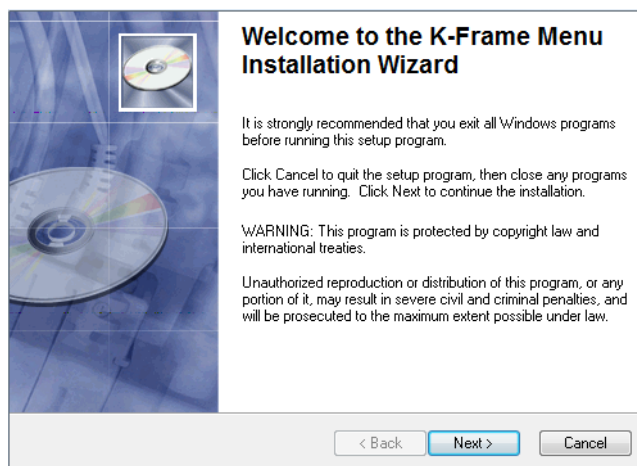 Welcome to the K-Frame Menu
Installation Wizard
It is strongly recommended that you exit all Windows programs
before running this setup program.
Click Cancel to quit the setup program, then close any programs
you have running. Click Next to continue the installation.
WARNING: This program is protected by copyright law and
international treaties.
Unauthorized reproduction or distribution of this program, or any
portion of it, may result in severe civil and criminal penalties, and
will be prosecuted to the maximum extent possible under law.
< Back Next > Cancel